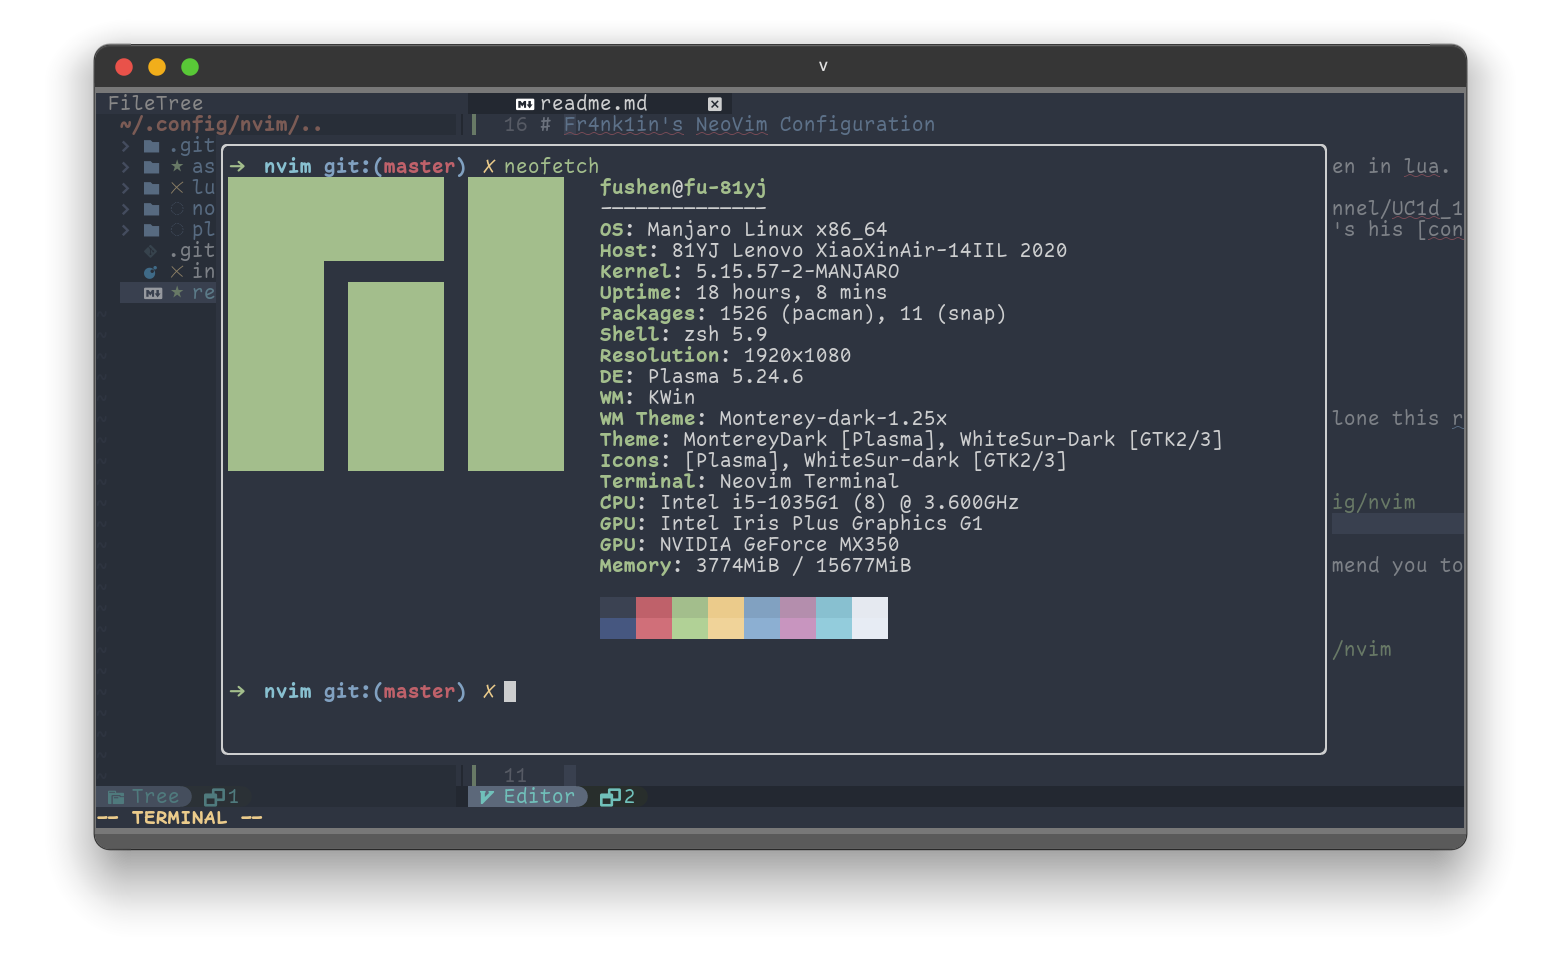 v
FileTree
readme.md
~/.config/nvim/..
16 # Fr4nk1in's NeoVim Configuration
.git
as
lu
no
pl
.git
in
re
→ nvim git:(master) ✗ neofetch
fushen@fu-81yj
--------------
OS: Manjaro Linux x86_64
Host: 81YJ Lenovo XiaoXinAir-14IIL 2020
Kernel: 5.15.57-2-MANJARO
Uptime: 18 hours, 8 mins
Packages: 1526 (pacman), 11 (snap)
Shell: zsh 5.9
Resolution: 1920x1080
DE: Plasma 5.24.6
WM: KWin
WM Theme: Monterey-dark-1.25x
Theme: MontereyDark [Plasma], WhiteSur-Dark [GTK2/3]
Icons: [Plasma], WhiteSur-dark [GTK2/3]
Terminal: Neovim Terminal
CPU: Intel i5-1035G1 (8) @ 3.600GHz
GPU: Intel Iris Plus Graphics G1
GPU: NVIDIA GeForce MX350
Memory: 3774MiB / 15677MiB
→ nvim git:(master) ✗
en in lua.
nnel/UC1d_1
's his [con
lone this r
ig/nvim
mend you to
/nvim
11
Tree 1
Editor 2
-- TERMINAL --